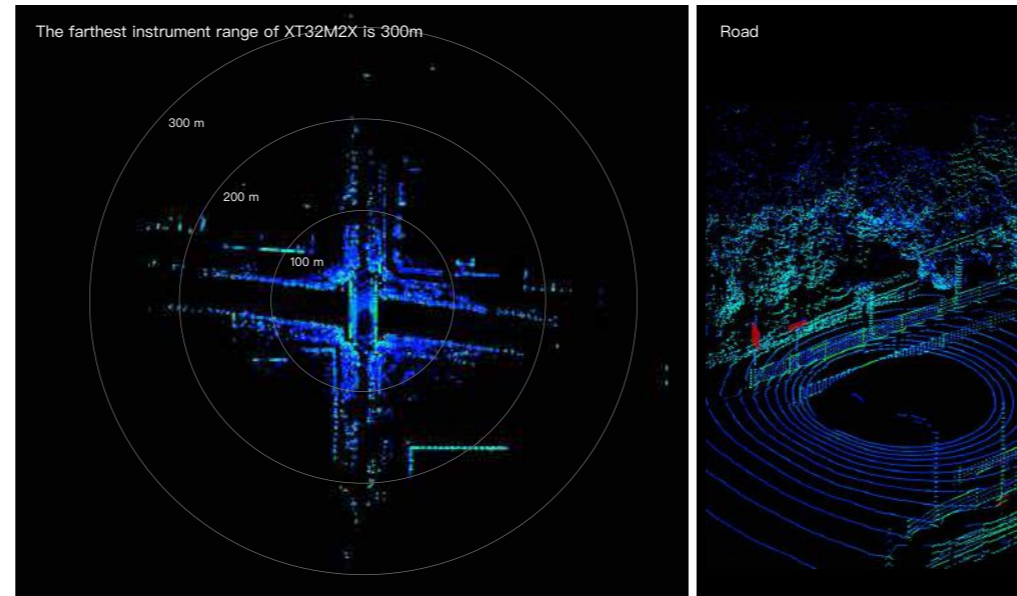 The farthest instrument range of XT32M2X is 300m
300 m
200 m
100 m
Road